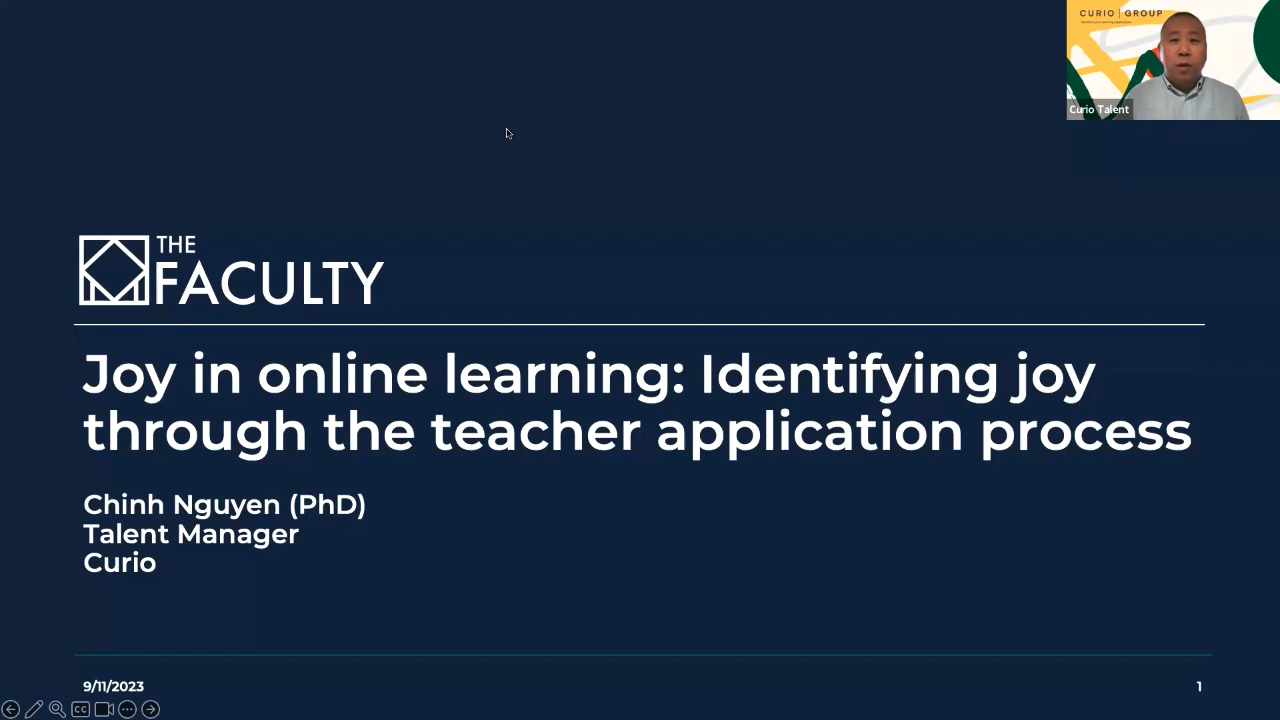 CURIO | GROUP
Curio Talent
THE
FACULTY
Joy in online learning: Identifying joy
through the teacher application process
Chinh Nguyen (PhD)
Talent Manager
Curio
9/11/2023
1
CC